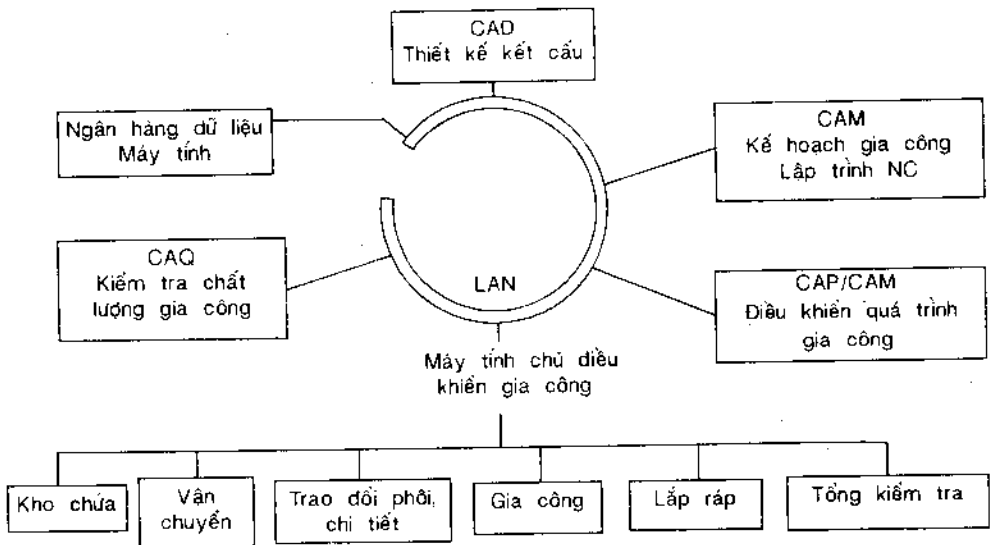 CAD
Thiết kế kết cấu
Ngân hàng dữ liệu
Máy tính
CAM
Kế hoạch gia công
Lập trình NC
CAQ
Kiểm tra chất
lượng gia công
LAN
CAP/CAM
Điều khiển quá trình
gia công
Máy tính chủ điều
khiển gia công
Kho chứa
Vận
chuyển
Trao đổi phôi,
chi tiết
Gia công
Lắp ráp
Tổng kiểm tra